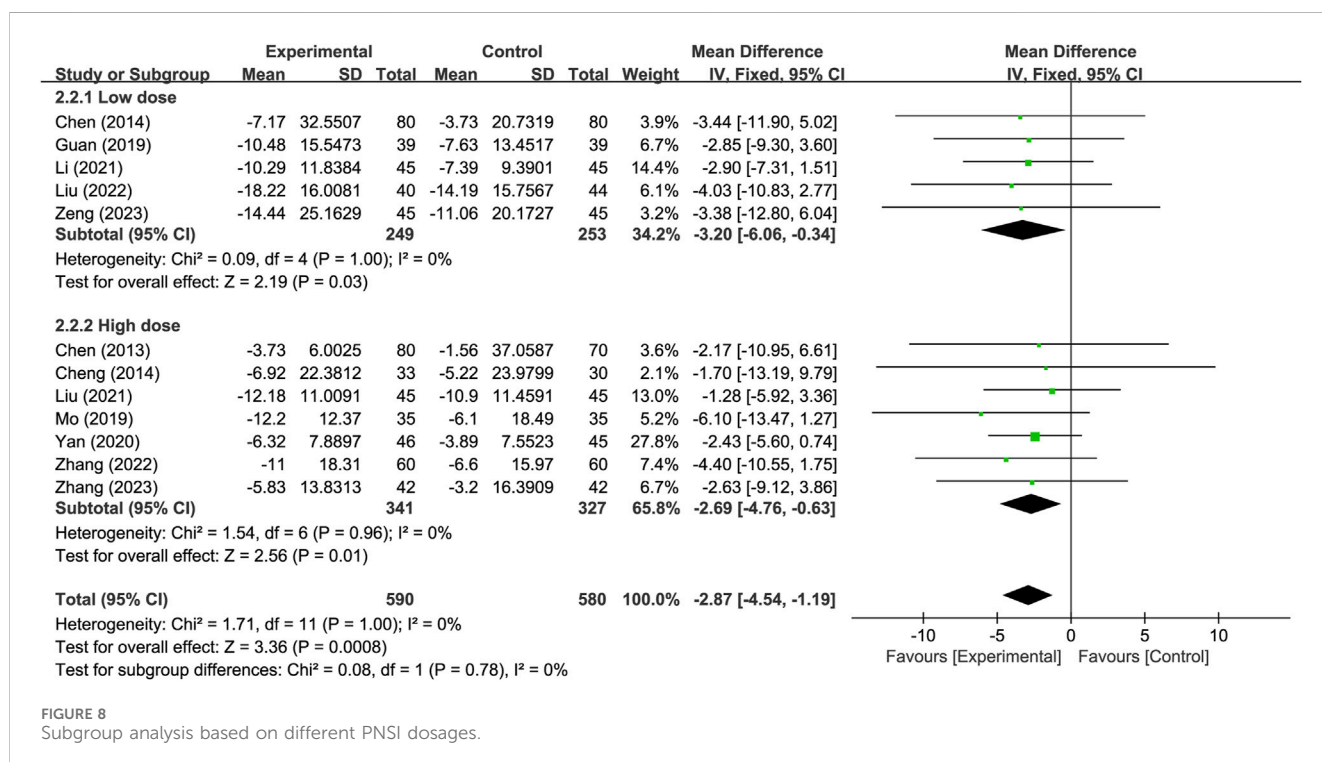 Experimental Control Mean Difference Mean Difference
Study or Subgroup Mean SD Total Mean SD Total Weight IV, Fixed, 95% CI IV, Fixed, 95% CI
2.2.1 Low dose
Chen (2014) -7.17 32.5507 80 -3.73 20.7319 80 3.9% -3.44 [-11.90, 5.02]
Guan (2019) -10.48 15.5473 39 -7.63 13.4517 39 6.7% -2.85 [-9.30, 3.60]
Li (2021) -10.29 11.8384 45 -7.39 9.3901 45 14.4% -2.90 [-7.31, 1.51]
Liu (2022) -18.22 16.0081 40 -14.19 15.7567 44 6.1% -4.03 [-10.83, 2.77]
Zeng (2023) -14.44 25.1629 45 -11.06 20.1727 45 3.2% -3.38 [-12.80, 6.04]
Subtotal (95% CI) 249 253 34.2% -3.20 [-6.06, -0.34]
Heterogeneity: Chi² = 0.09, df = 4 (P = 1.00); I² = 0%
Test for overall effect: Z = 2.19 (P = 0.03)
2.2.2 High dose
Chen (2013) -3.73 6.0025 80 -1.56 37.0587 70 3.6% -2.17 [-10.95, 6.61]
Cheng (2014) -6.92 22.3812 33 -5.22 23.9799 30 2.1% -1.70 [-13.19, 9.79]
Liu (2021) -12.18 11.0091 45 -10.9 11.4591 45 13.0% -1.28 [-5.92, 3.36]
Mo (2019) -12.2 12.37 35 -6.1 18.49 35 5.2% -6.10 [-13.47, 1.27]
Yan (2020) -6.32 7.8897 46 -3.89 7.5523 45 27.8% -2.43 [-5.60, 0.74]
Zhang (2022) -11 18.31 60 -6.6 15.97 60 7.4% -4.40 [-10.55, 1.75]
Zhang (2023) -5.83 13.8313 42 -3.2 16.3909 42 6.7% -2.63 [-9.12, 3.86]
Subtotal (95% CI) 341 327 65.8% -2.69 [-4.76, -0.63]
Heterogeneity: Chi² = 1.54, df = 6 (P = 0.96); I² = 0%
Test for overall effect: Z = 2.56 (P = 0.01)
Total (95% CI) 590 580 100.0% -2.87 [-4.54, -1.19]
Heterogeneity: Chi² = 1.71, df = 11 (P = 1.00); I² = 0%
Test for overall effect: Z = 3.36 (P = 0.0008)
Test for subgroup differences: Chi² = 0.08, df = 1 (P = 0.78), I² = 0%
-10 -5 0 5 10
Favours [Experimental] Favours [Control]
FIGURE 8
Subgroup analysis based on different PNSI dosages.